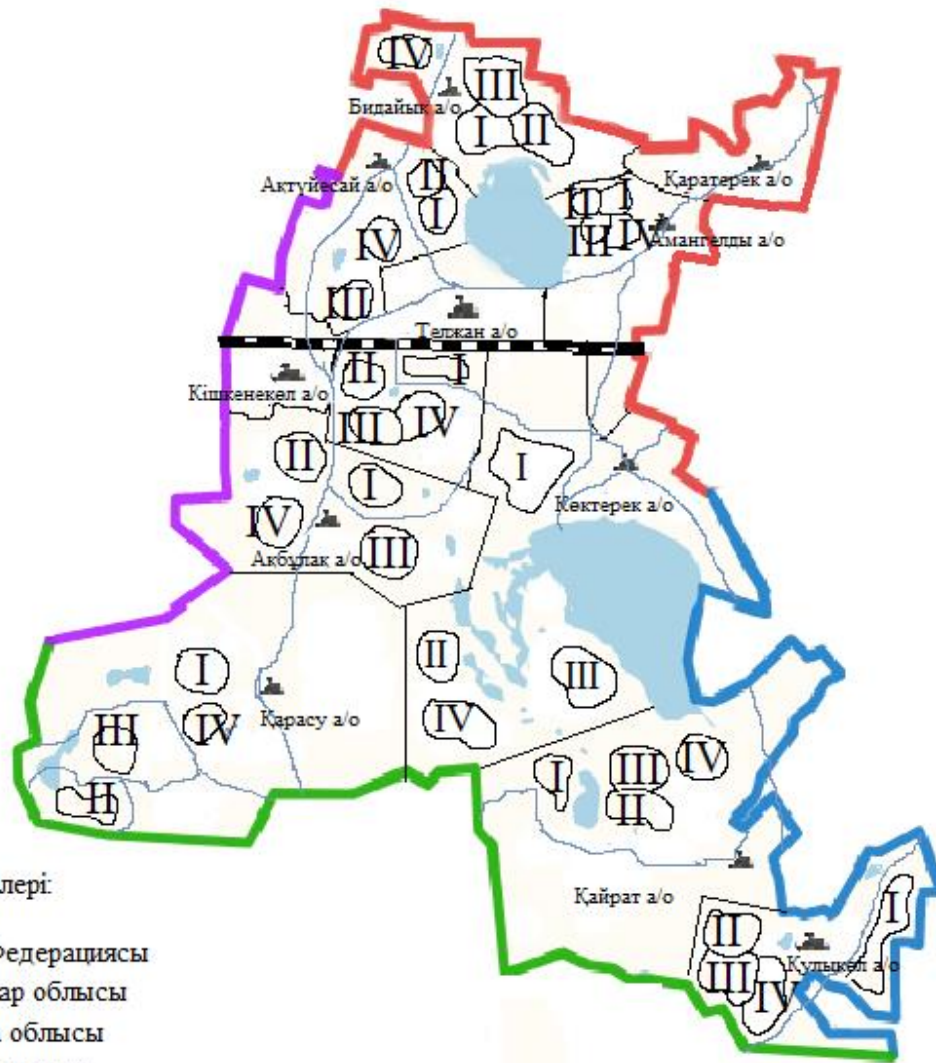 IV
III
Бидайық а/о
I
II
Ақтүйесай а/о
II
I
Қаратерек а/о
II
I
III
IV
Амангелды а/о
IV
III
Телжан а/о
Кішкенекөл а/о
II
I
III
IV
II
I
I
Көктерек а/о
IV
Ақбұлақ а/о
III
II
III
I
IV
Қарасу а/о
IV
III
II
I
III
IV
II
Қайрат а/о
I
II
Құлыкөл а/о
III
IV
лері:
Федерациясы
ар облысы
облысы